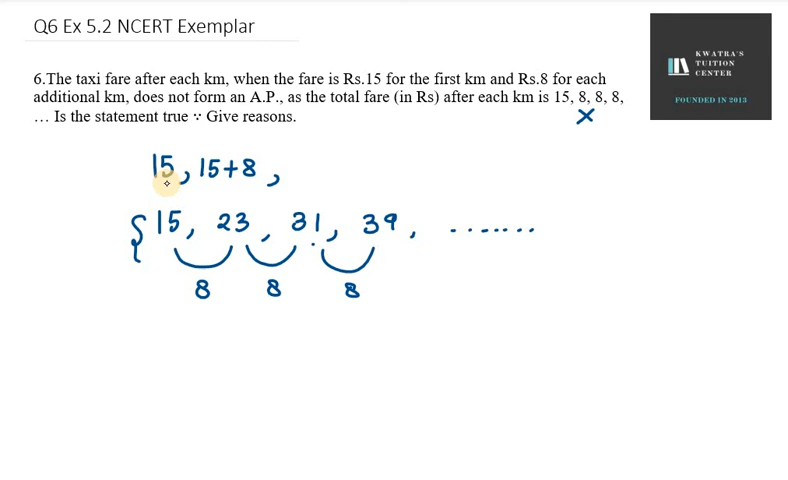 Q6 Ex 5.2 NCERT Exemplar
KWATRA'S
TUITION
CENTER
FOUNDED IN 2013
6.The taxi fare after each km, when the fare is Rs.15 for the first km and Rs.8 for each
additional km, does not form an A.P., as the total fare (in Rs) after each km is 15, 8, 8, 8,
… Is the statement true ∵ Give reasons.
×
15, 15+8,
{15, 23, 31, 39, .......
8 8 8